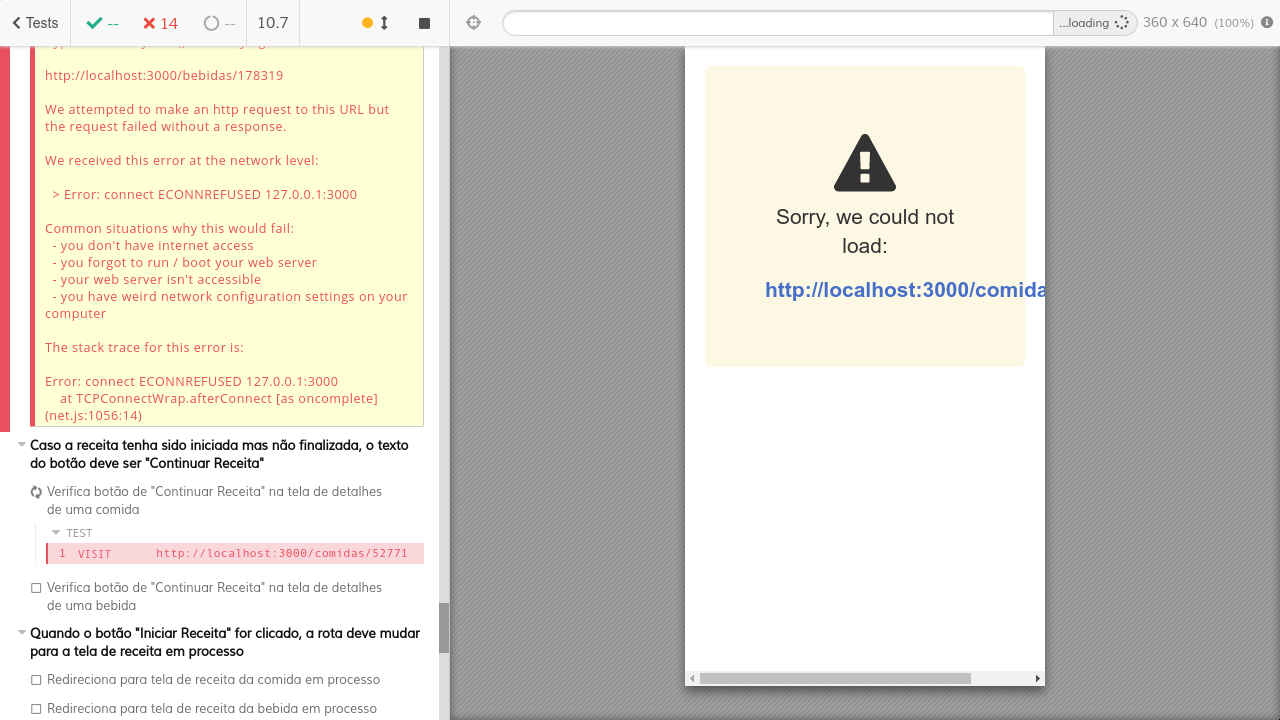 Tests
--
14
--
10.7
...loading
360 x 640 (100%)
http://localhost:3000/bebidas/178319
We attempted to make an http request to this URL but
the request failed without a response.
We received this error at the network level:
> Error: connect ECONNREFUSED 127.0.0.1:3000
Common situations why this would fail:
- you don't have internet access
- you forgot to run / boot your web server
- your web server isn't accessible
- you have weird network configuration settings on your
computer
The stack trace for this error is:
Error: connect ECONNREFUSED 127.0.0.1:3000
at TCPConnectWrap.afterConnect [as oncomplete]
(net.js:1056:14)
Caso a receita tenha sido iniciada mas não finalizada, o texto
do botão deve ser "Continuar Receita"
Verifica botão de "Continuar Receita" na tela de detalhes
de uma comida
TEST
1 VISIT http://localhost:3000/comidas/52771
Verifica botão de "Continuar Receita" na tela de detalhes
de uma bebida
Quando o botão "Iniciar Receita" for clicado, a rota deve mudar
para a tela de receita em processo
Redireciona para tela de receita da comida em processo
Redireciona para tela de receita da bebida em processo
Sorry, we could not
load:
http://localhost:3000/comida